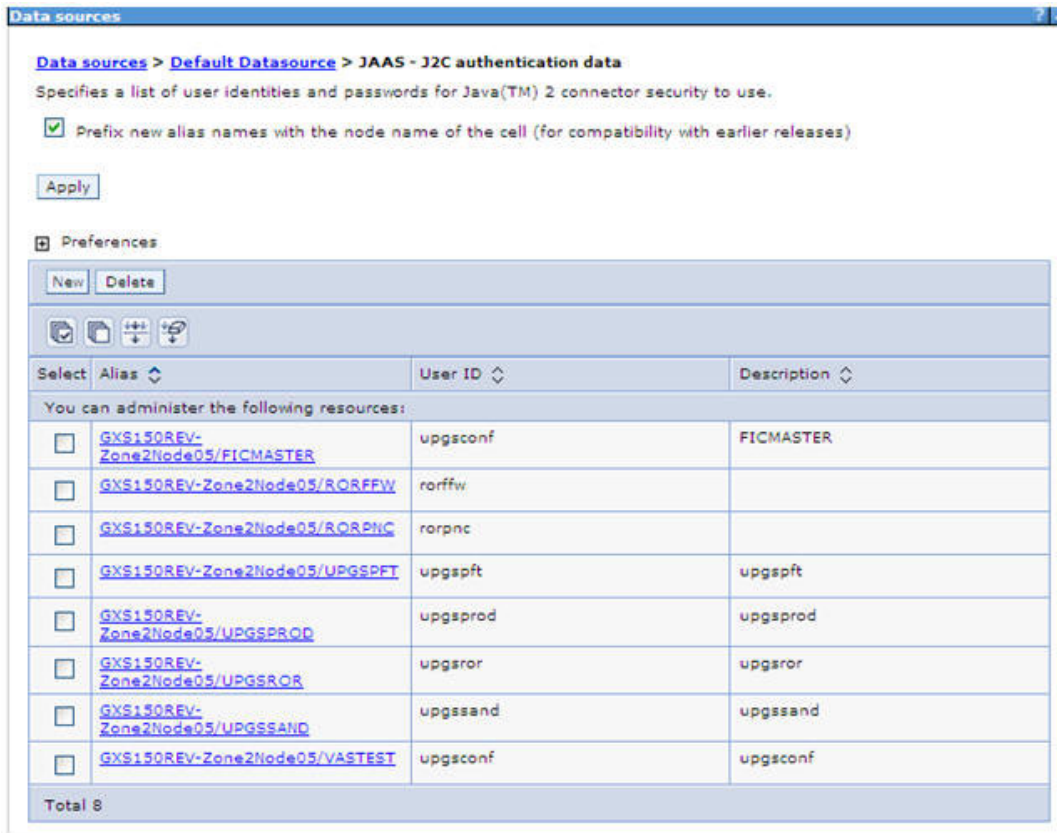 Data sources
?
Data sources > Default Datasource > JAAS - J2C authentication data
Specifies a list of user identities and passwords for Java(TM) 2 connector security to use.
Prefix new alias names with the node name of the cell (for compatibility with earlier releases)
Apply
Preferences
New Delete
Select Alias User ID Description
You can administer the following resources:
GXS150REV-
Zone2Node05/FICMASTER upgsconf FICMASTER
GXS150REV-Zone2Node05/RORFFW rorffw
GXS150REV-Zone2Node05/RORPNC rorpnc
GXS150REV-Zone2Node05/UPGSPFT upgspft upgspft
GXS150REV-
Zone2Node05/UPGSPROD upgsprod upgsprod
GXS150REV-
Zone2Node05/UPGSROR upgsror upgsror
GXS150REV-
Zone2Node05/UPGSSAND upgssand upgssand
GXS150REV-Zone2Node05/VASTEST upgsconf upgsconf
Total 8